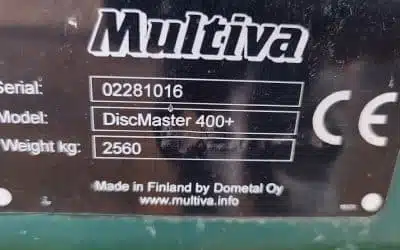 Multiva
Serial: 02281016
Model: DiscMaster 400+
Weight kg: 2560
CE
Made in Finland by Dometal Oy
www.multiva.info